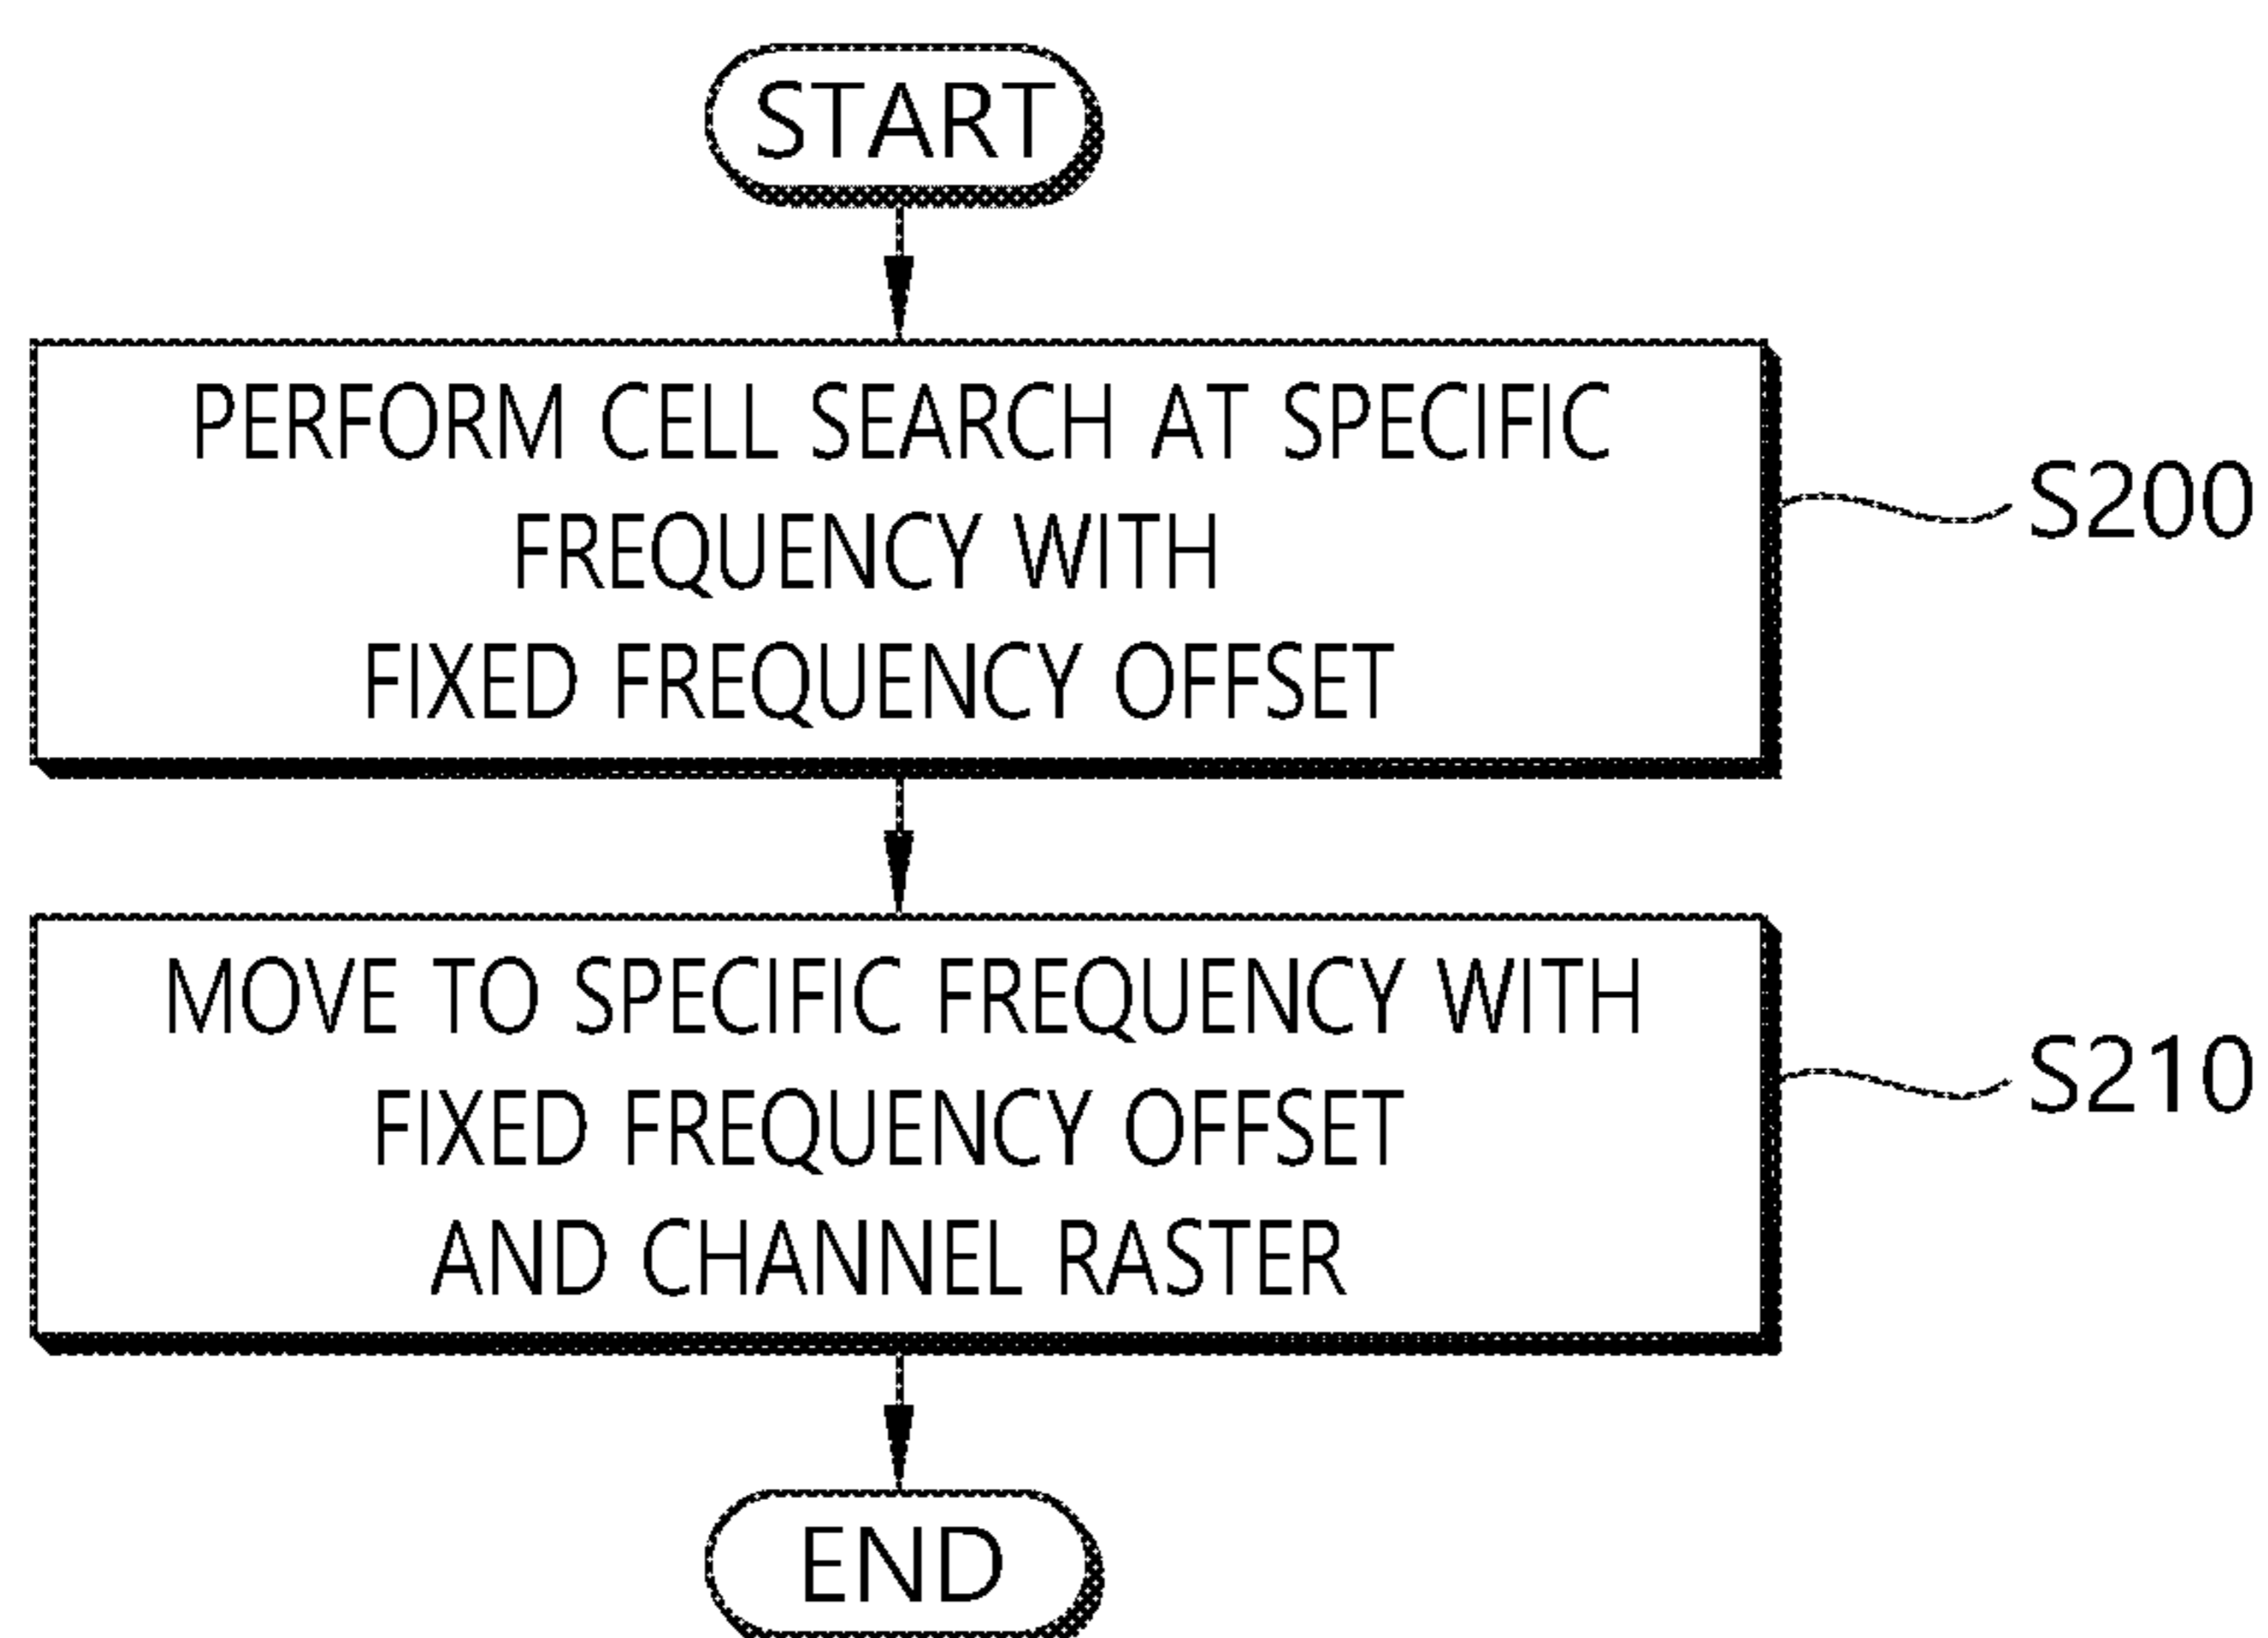 START
PERFORM CELL SEARCH AT SPECIFIC
FREQUENCY WITH
FIXED FREQUENCY OFFSET
S200
MOVE TO SPECIFIC FREQUENCY WITH
FIXED FREQUENCY OFFSET
AND CHANNEL RASTER
S210
END